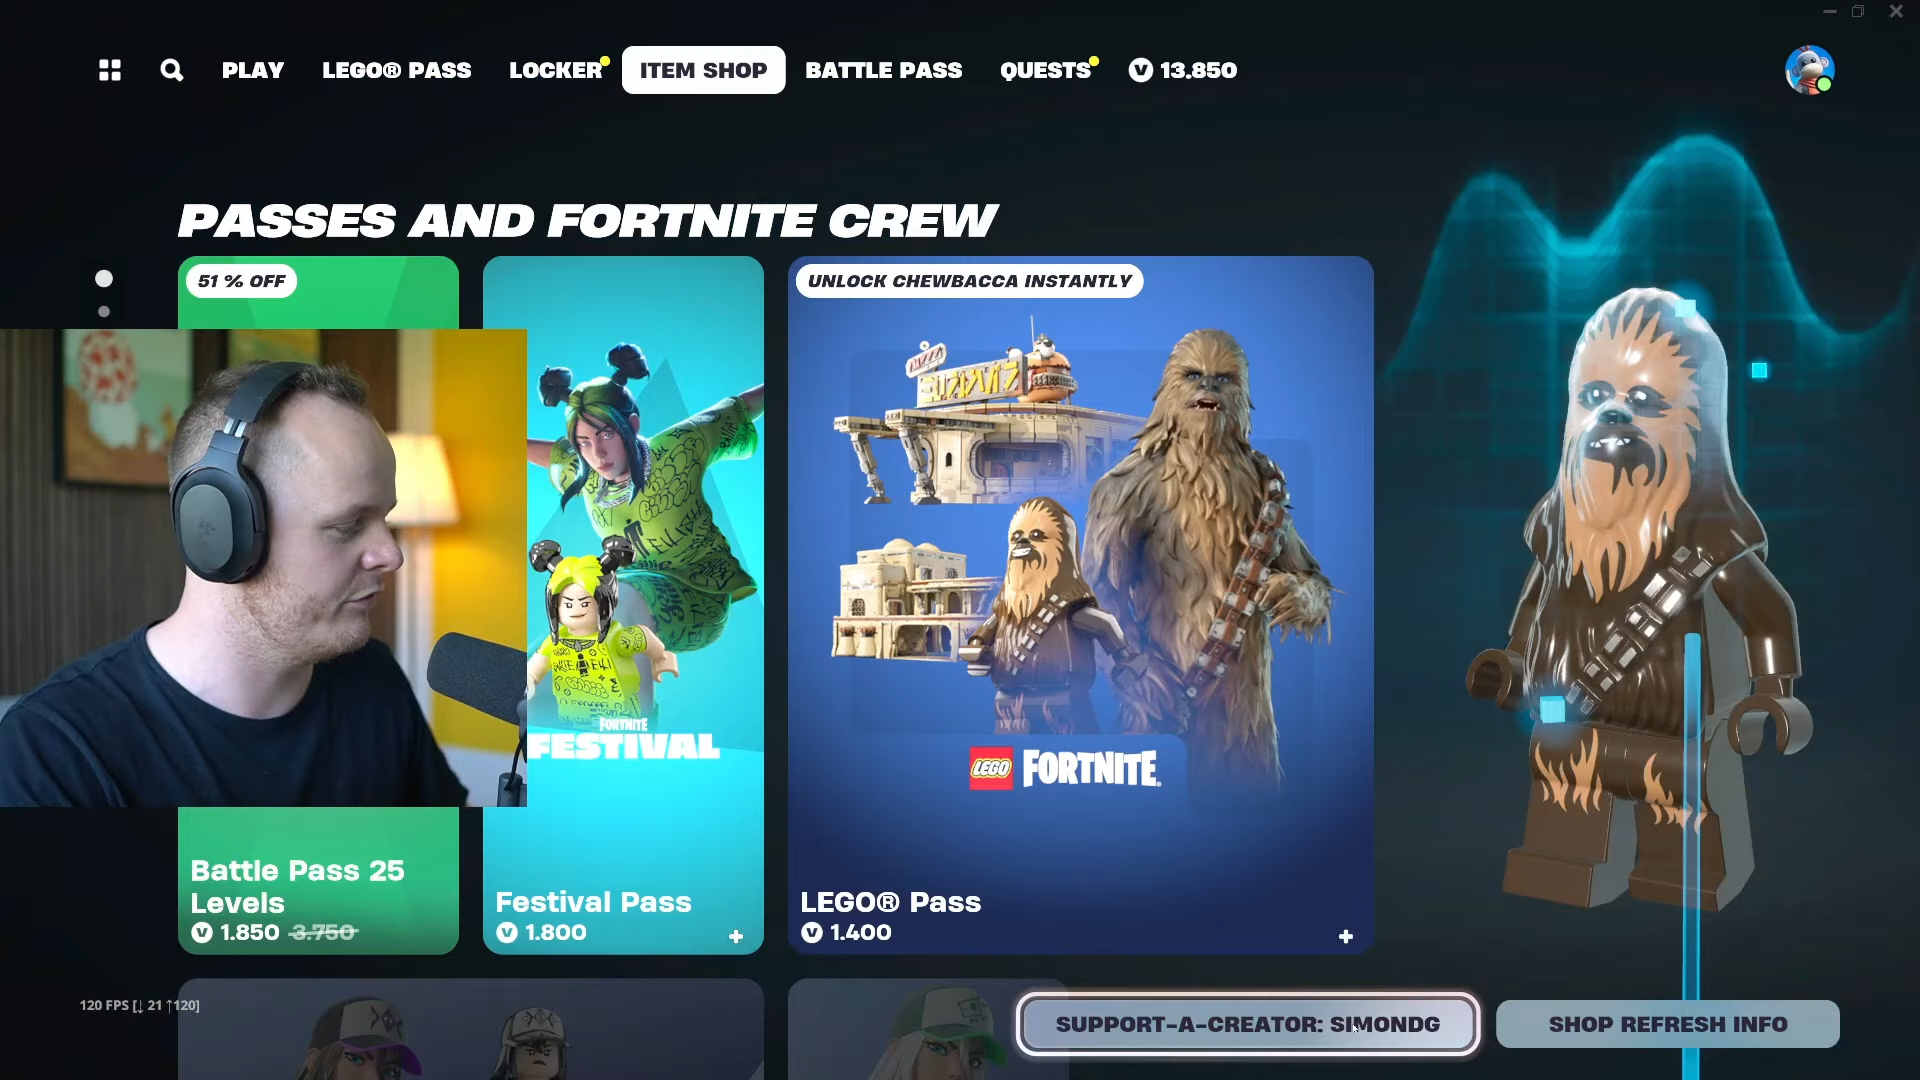 PLAY
LEGO® PASS
LOCKER
ITEM SHOP
BATTLE PASS
QUESTS
V 13.850
PASSES AND FORTNITE CREW
51 % OFF
UNLOCK CHEWBACCA INSTANTLY
FORTNITE
FESTIVAL
LEGO FORTNITE
Battle Pass 25
Levels
V 1.850 3.750
Festival Pass
V 1.800
+
LEGO® Pass
V 1.400
+
120 FPS [↓ 21 ↑120]
SUPPORT-A-CREATOR: SIMONDG
SHOP REFRESH INFO